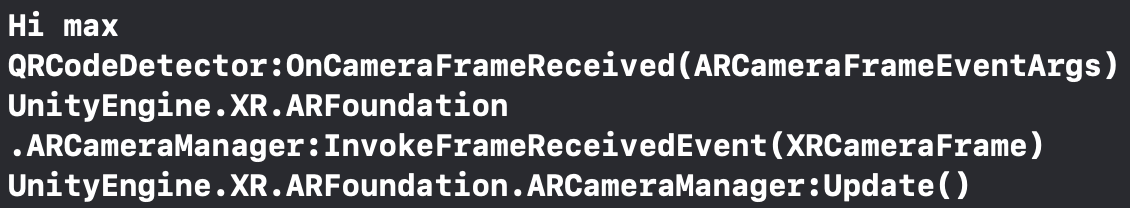 Hi max
QRCodeDetector:OnCameraFrameReceived(ARCameraFrameEventArgs)
UnityEngine.XR.ARFoundation
.ARCameraManager:InvokeFrameReceivedEvent(XRCameraFrame)
UnityEngine.XR.ARFoundation.ARCameraManager:Update()